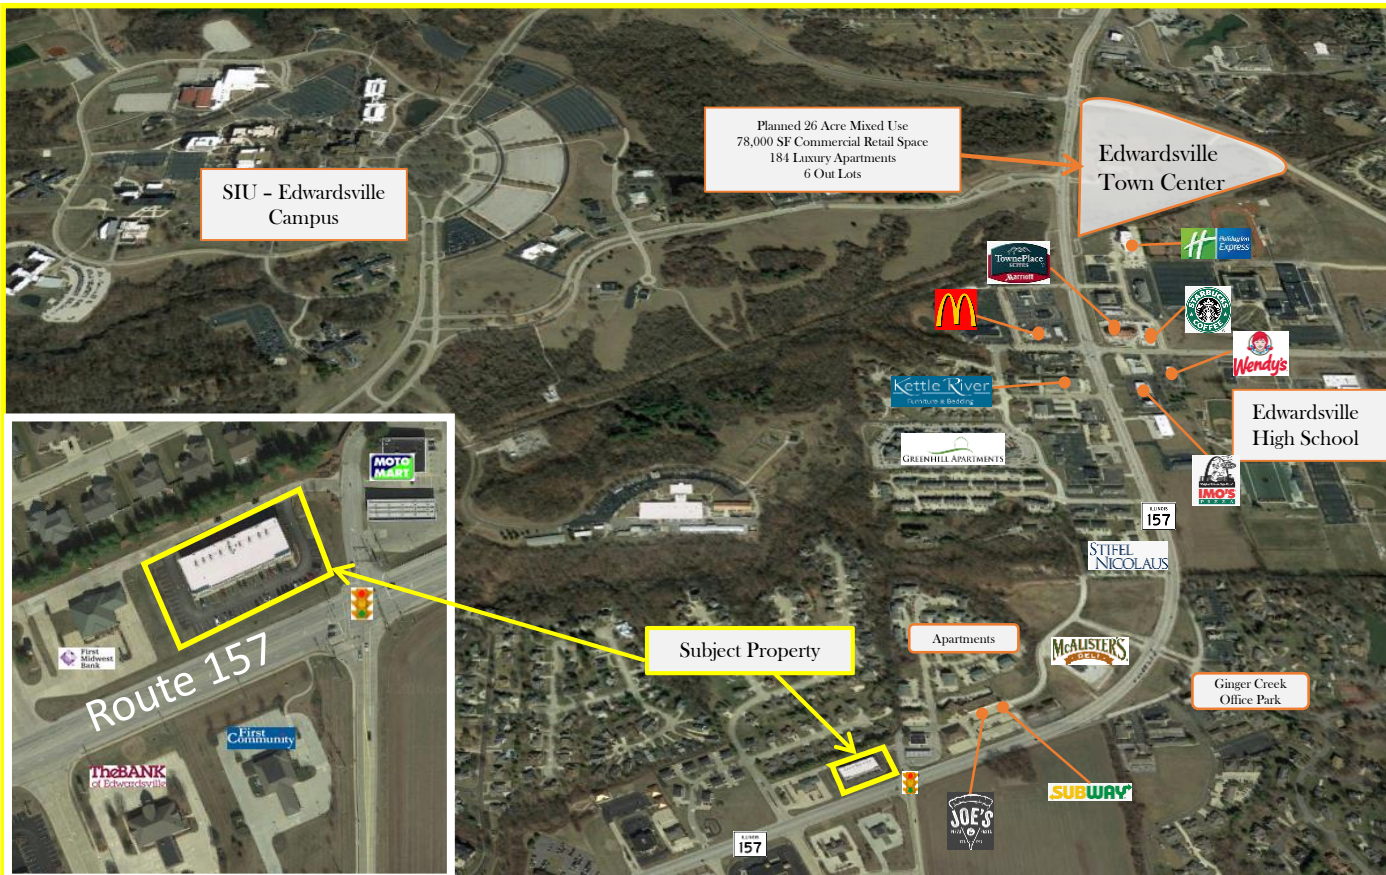 Planned 26 Acre Mixed Use
78,000 SF Commercial Retail Space
184 Luxury Apartments
6 Out Lots
Edwardsville
Town Center
SIU – Edwardsville
Campus
Holiday Inn
Express
TownePlace
SUITES
Marriott
STARBUCKS
COFFEE
Wendy's
Kettle River
Furniture & Bedding
Edwardsville
High School
GREENHILL APARTMENTS
IMO'S
PIZZA
ILLINOIS
157
STIFEL
NICOLAUS
MOTO
MART
Subject Property
Apartments
McALISTER'S
DELI
Ginger Creek
Office Park
First
Midwest
Bank
Route 157
First
Community
TheBANK
of Edwardsville
SUBWAY
JOE'S
ILLINOIS
157